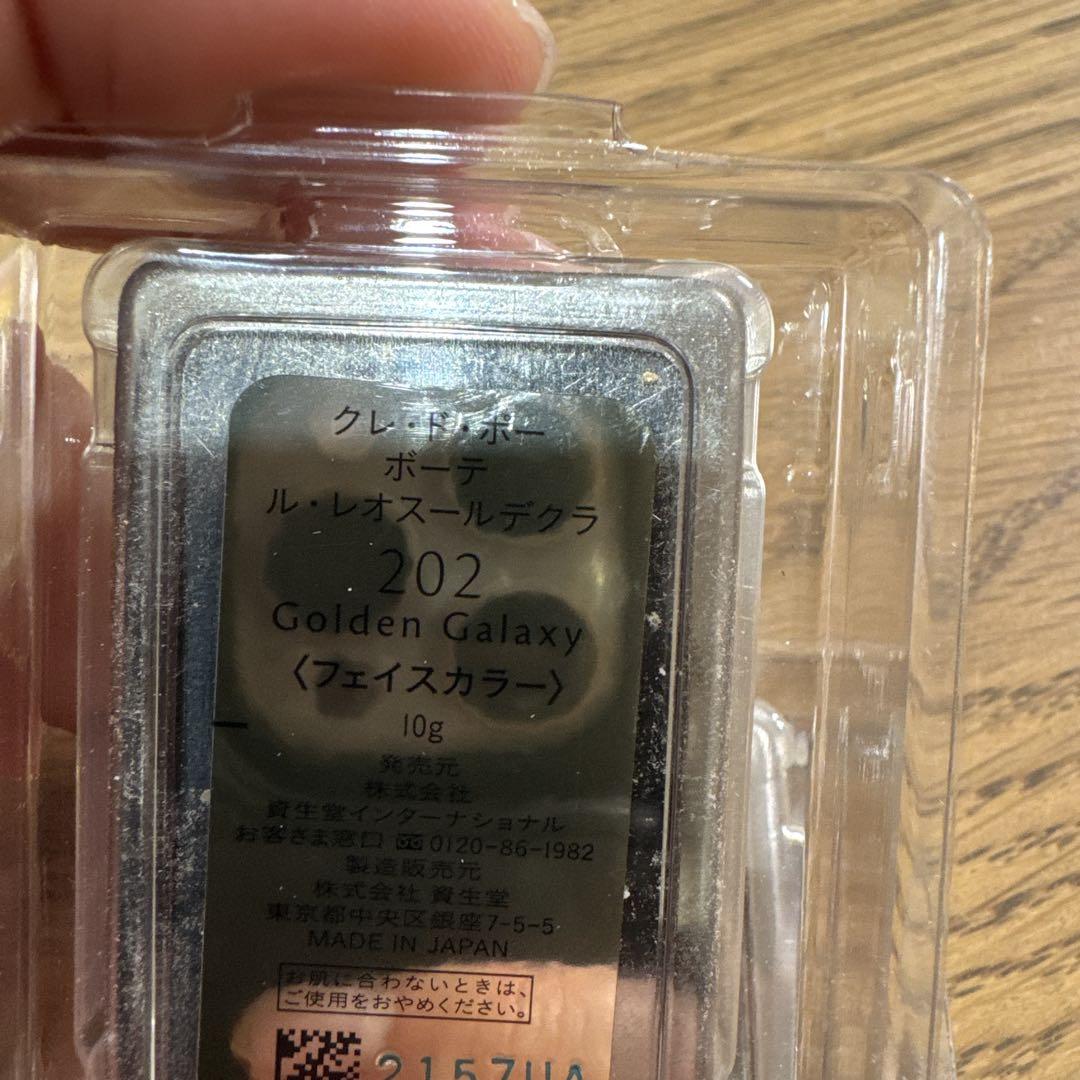 クレ・ド・ポー
ボーテ
ル・レオスールデクラ
202
Golden Galaxy
〈フェイスカラー〉
10g
発売元
株式会社
資生堂インターナショナル
お客さま窓口 0120-86-1982
製造販売元
株式会社 資生堂
東京都中央区銀座7-5-5
MADE IN JAPAN
お肌に合わないときは、
ご使用をおやめください。
2157UA